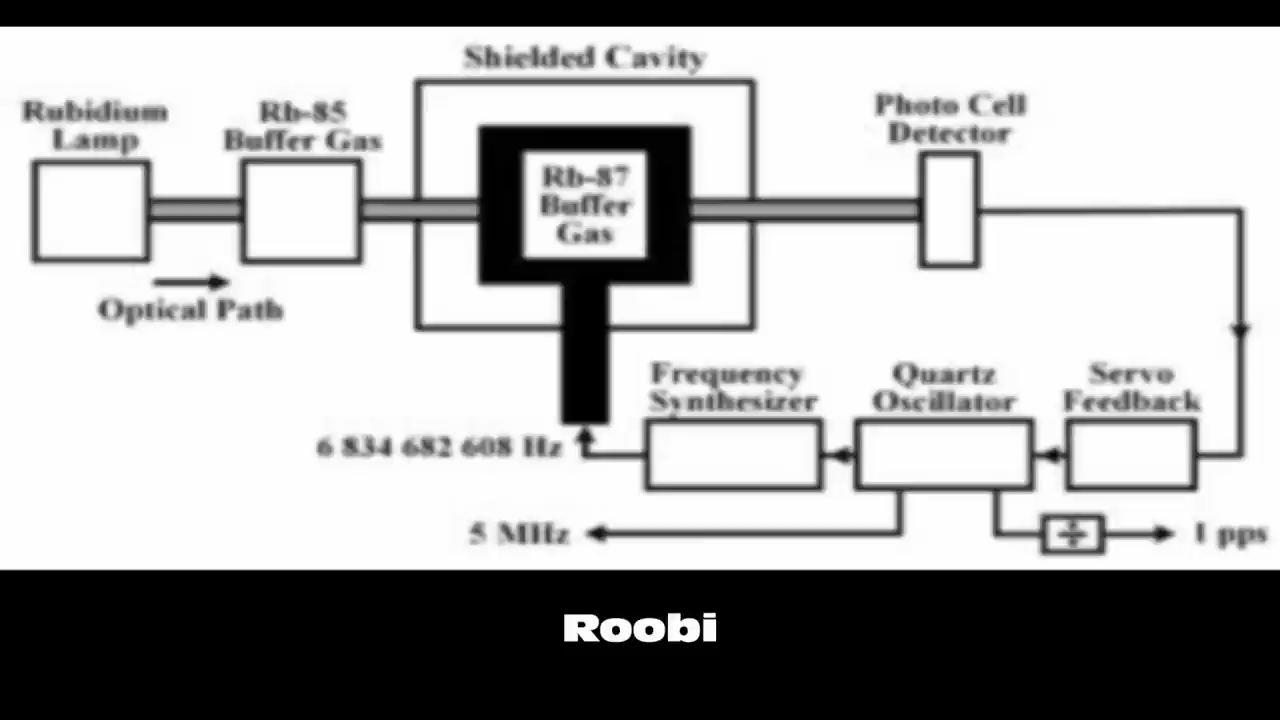 Shielded Cavity
Rubidium
Lamp
Rb-85
Buffer Gas
Photo Cell
Detector
Rb-87
Buffer
Gas
Optical Path
Frequency
Synthesizer
Quartz
Oscillator
Servo
Feedback
6 834 682 608 Hz
5 MHz
÷
1 pps
Roobi